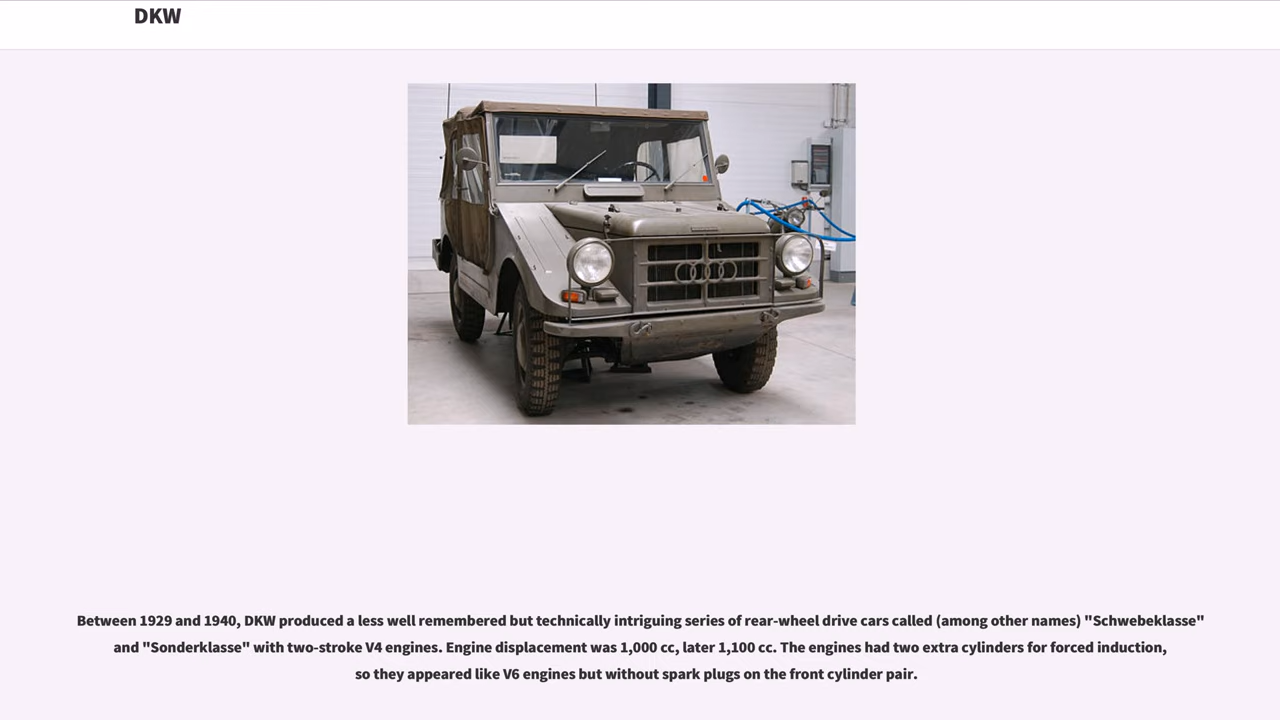 DKW
Between 1929 and 1940, DKW produced a less well remembered but technically intriguing series of rear-wheel drive cars called (among other names) "Schwebeklasse"
and "Sonderklasse" with two-stroke V4 engines. Engine displacement was 1,000 cc, later 1,100 cc. The engines had two extra cylinders for forced induction,
so they appeared like V6 engines but without spark plugs on the front cylinder pair.